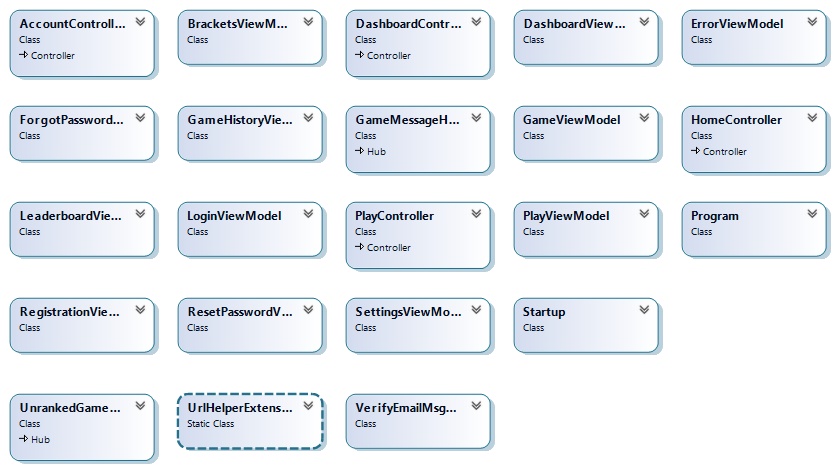 AccountControll...
Class
Controller
BracketsViewM...
Class
DashboardContr...
Class
Controller
DashboardView...
Class
ErrorViewModel
Class
ForgotPassword...
Class
GameHistoryVie...
Class
GameMessageH...
Class
Hub
GameViewModel
Class
HomeController
Class
Controller
LeaderboardVie...
Class
LoginViewModel
Class
PlayController
Class
Controller
PlayViewModel
Class
Program
Class
RegistrationVie...
Class
ResetPasswordV...
Class
SettingsViewMo...
Class
Startup
Class
UnrankedGame...
Class
Hub
UrlHelperExtens...
Static Class
VerifyEmailMsg...
Class